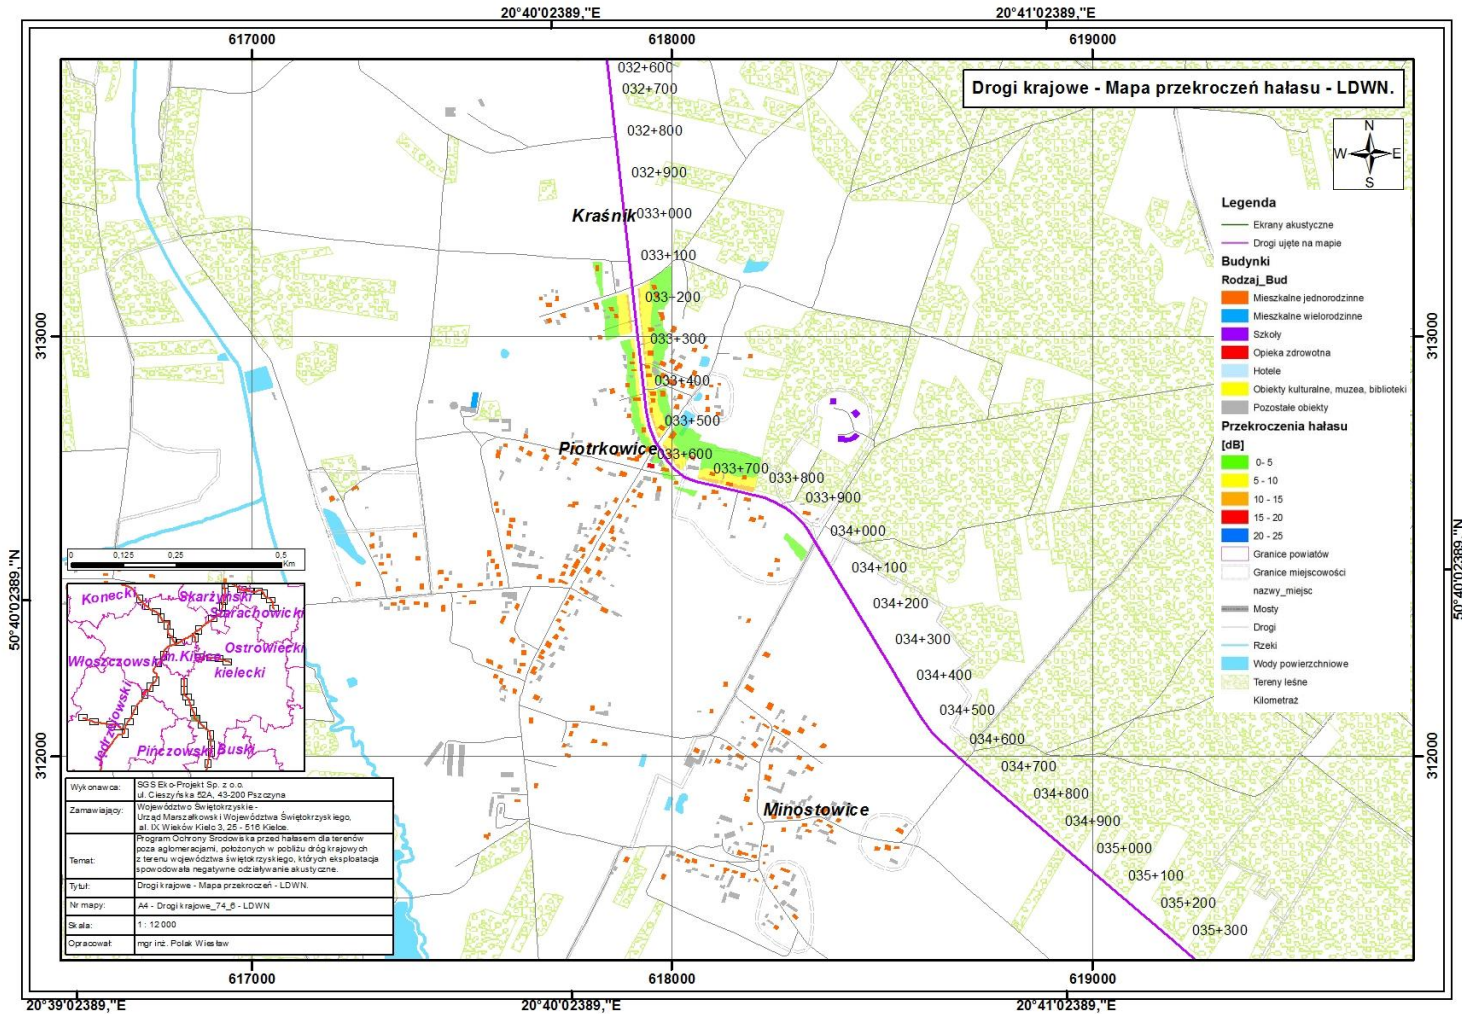 20°40'02389,"E
20°41'02389,"E
617000
618000
619000
Drogi krajowe - Mapa przekroczeń hałasu - LDWN.
N
W
E
S
032+600
032+700
032+800
032+900
Kraśnik
033+000
033+100
033+200
033+300
033+400
033+500
Piotrkowice
033+600
033+700
033+800
033+900
034+000
034+100
034+200
034+300
034+400
034+500
034+600
034+700
034+800
034+900
035+000
035+100
035+200
035+300
Minostowice
313000
313000
312000
312000
50°40'02389,"N
50°40'02389,"N
Legenda
Ekrany akustyczne
Drogi ujęte na mapie
Budynki
Rodzaj_Bud
Mieszkalne jednorodzinne
Mieszkalne wielorodzinne
Szkoły
Opieka zdrowotna
Hotele
Obiekty kulturalne, muzea, biblioteki
Pozostałe obiekty
Przekroczenia hałasu
[dB]
0- 5
5 - 10
10 - 15
15 - 20
20 - 25
Granice powiatów
Granice miejscowości
nazwy_miejsc
Mosty
Drogi
Rzeki
Wody powierzchniowe
Tereny leśne
Kilometraż
0 0,125 0,25 0,5
Km
Konecki
Skarżyński
Starachowicki
Ostrowiecki
Włoszczowski
m.Kielce
kielecki
Jędrzejowski
Pińczowski
Buski
Wykonawca: SGS Eko-Projekt Sp. z o.o.
ul. Cieszyńska 52A, 43-200 Pszczyna
Zamawiający: Województwo Świętokrzyskie -
Urząd Marszałkowski Województwa Świętokrzyskiego,
al. IX Wieków Kielc 3, 25 - 516 Kielce.
Temat: Program Ochrony Środowiska przed hałasem dla terenów
poza aglomeracjami, położonych w pobliżu dróg krajowych
z terenu województwa świętokrzyskiego, których eksploatacja
spowodowała negatywne oddziaływanie akustyczne.
Tytuł: Drogi krajowe - Mapa przekroczeń - LDWN.
Nr mapy: A4 - Drogi krajowe_74_6 - LDWN
Skala: 1 : 12 000
Opracował: mgr inż. Polak Wiesław
617000
618000
619000
20°39'02389,"E
20°40'02389,"E
20°41'02389,"E